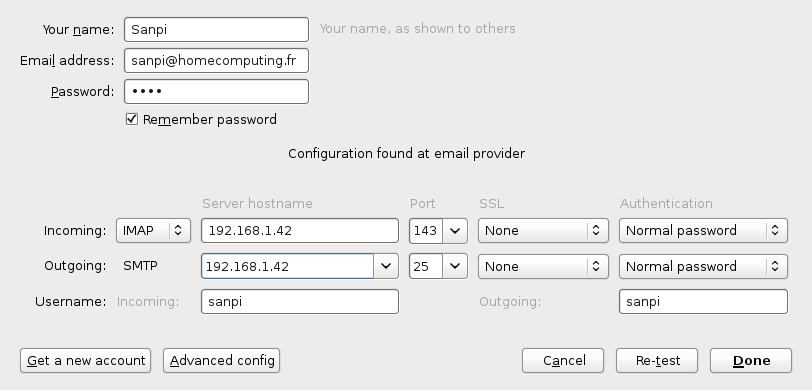 Your name: Sanpi Your name, as shown to others
Email address: sanpi@homecomputing.fr
Password: ••••
Remember password
Configuration found at email provider
Server hostname Port SSL Authentication
Incoming: IMAP 192.168.1.42 143 None Normal password
Outgoing: SMTP 192.168.1.42 25 None Normal password
Username: Incoming: sanpi Outgoing: sanpi
Get a new account Advanced config Cancel Re-test Done